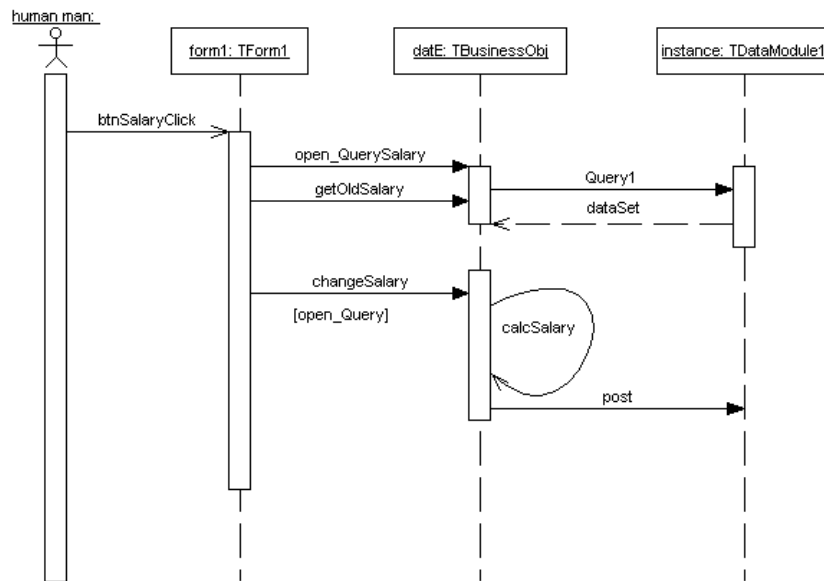 human man:
form1: TForm1
datE: TBusinessObj
instance: TDataModule1
btnSalaryClick
open_QuerySalary
Query1
getOldSalary
dataSet
changeSalary
[open_Query]
calcSalary
post